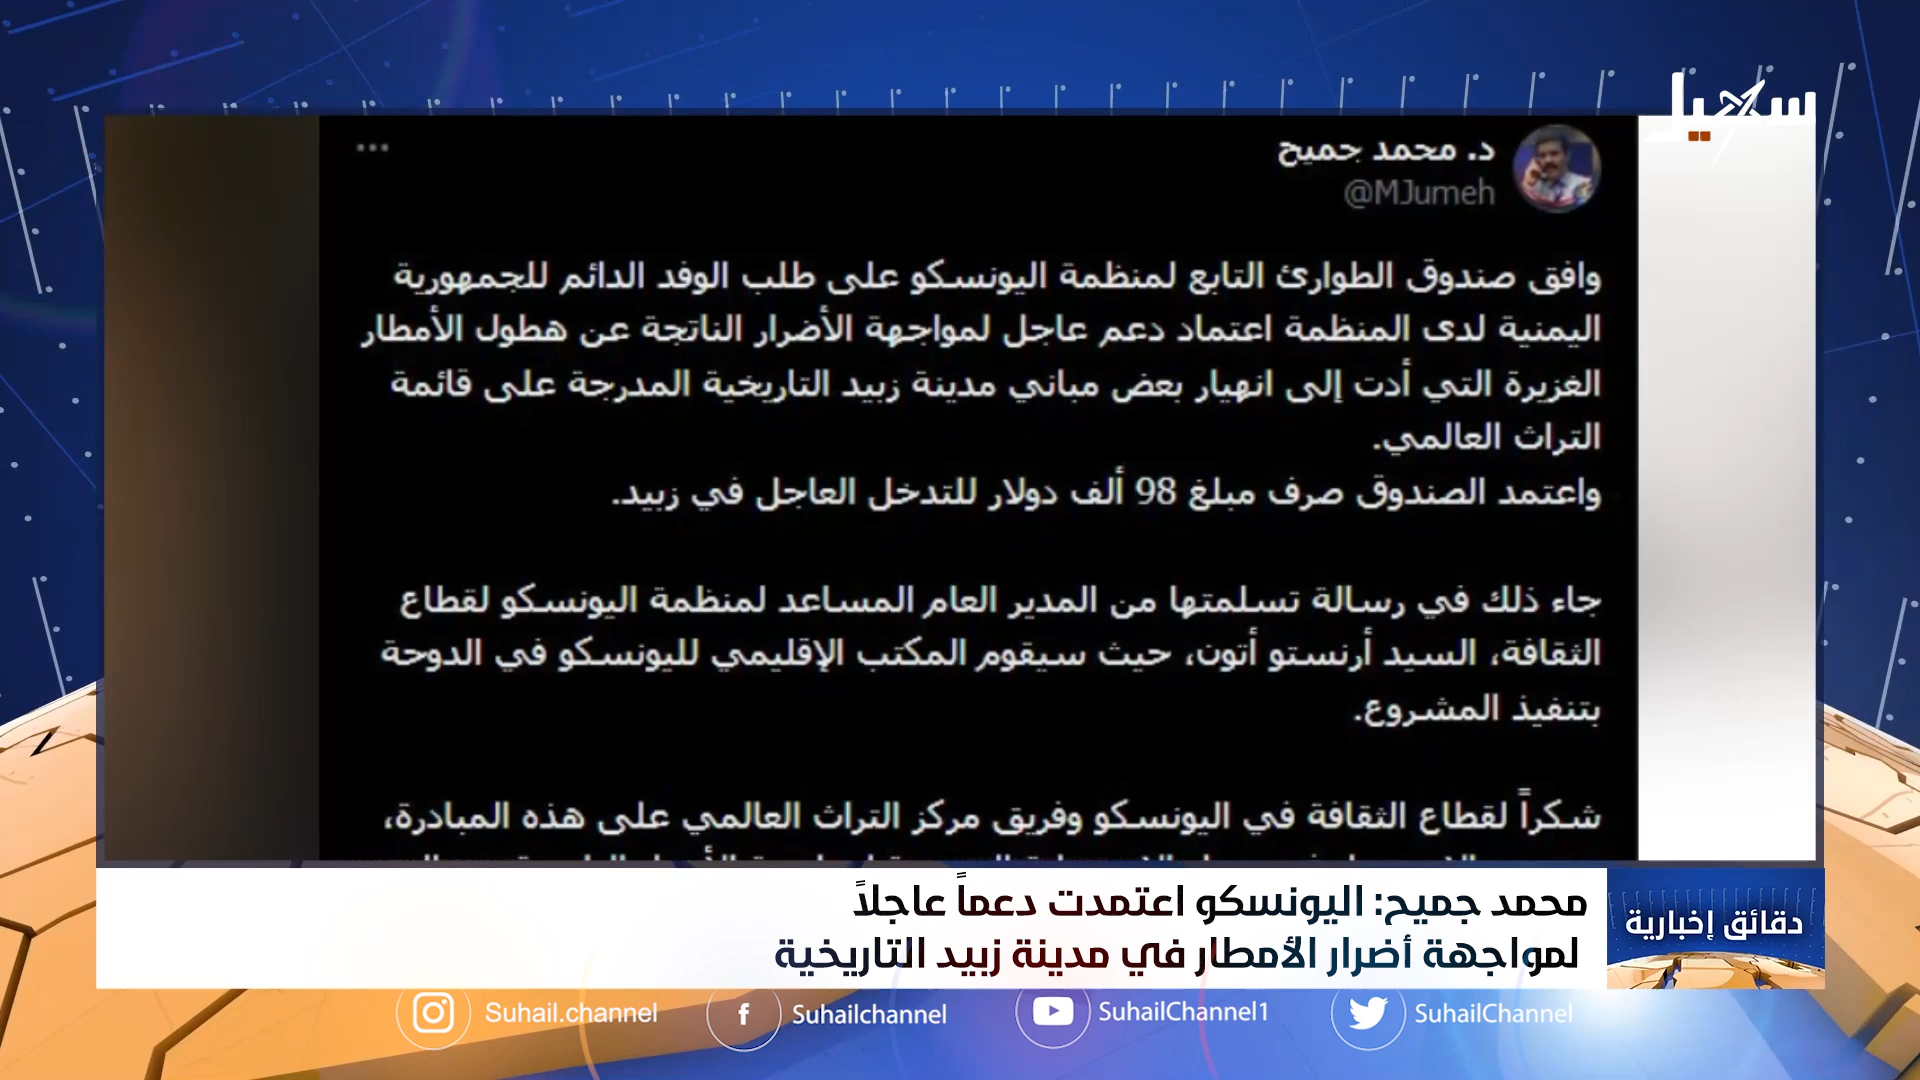 سهيل
د. محمد جميح
@MJumeh
وافق صندوق الطوارئ التابع لمنظمة اليونسكو على طلب الوفد الدائم للجمهورية
اليمنية لدى المنظمة اعتماد دعم عاجل لمواجهة الأضرار الناتجة عن هطول الأمطار
الغزيرة التي أدت إلى انهيار بعض مباني مدينة زبيد التاريخية المدرجة على قائمة
التراث العالمي.
واعتمد الصندوق صرف مبلغ 98 ألف دولار للتدخل العاجل في زبيد.
جاء ذلك في رسالة تسلمتها من المدير العام المساعد لمنظمة اليونسكو لقطاع
الثقافة، السيد أرنستو أتون، حيث سيقوم المكتب الإقليمي لليونسكو في الدوحة
بتنفيذ المشروع.
شكراً لقطاع الثقافة في اليونسكو وفريق مركز التراث العالمي على هذه المبادرة،
دقائق إخبارية
محمد جميح: اليونسكو اعتمدت دعماً عاجلاً
لمواجهة أضرار الأمطار في مدينة زبيد التاريخية
Suhail.channel
Suhailchannel
SuhailChannel1
SuhailChannel